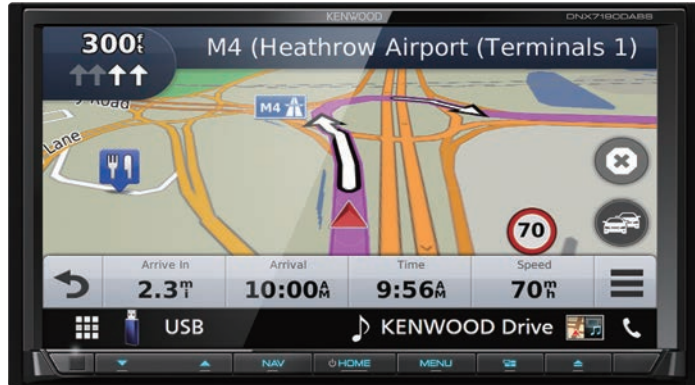 KENWOOD
DNX7190DABS
300ft
M4 (Heathrow Airport (Terminals 1)
Road
M4
Lane
70
Arrive In
Arrival
Time
Speed
2.3mi
10:00AM
9:56AM
70mh
USB
KENWOOD Drive
NAV
HOME
MENU